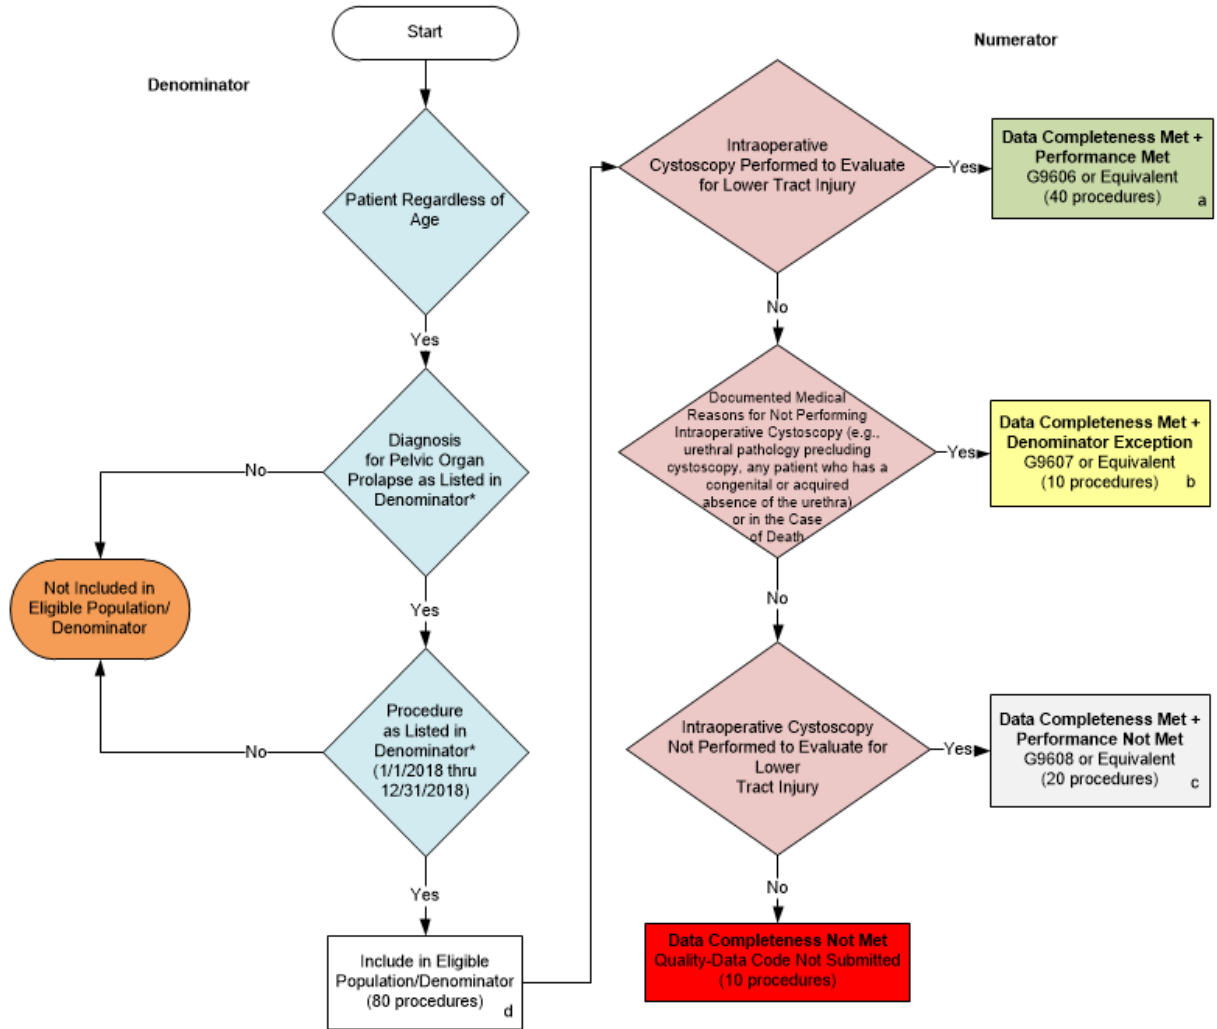 Start
Denominator
Patient Regardless of
Age
Yes
Diagnosis
for Pelvic Organ
Prolapse as Listed in
Denominator*
No
Not Included in
Eligible Population/
Denominator
Yes
Procedure
as Listed in
Denominator*
(1/1/2018 thru
12/31/2018)
No
Yes
Include in Eligible
Population/Denominator
(80 procedures)
d
Numerator
Intraoperative
Cystoscopy Performed to Evaluate
for Lower Tract Injury
Yes
Data Completeness Met +
Performance Met
G9606 or Equivalent
(40 procedures)
a
No
Documented Medical
Reasons for Not Performing
Intraoperative Cystoscopy (e.g.,
urethral pathology precluding
cystoscopy, any patient who has a
congenital or acquired
absence of the urethra)
or in the Case
of Death
Yes
Data Completeness Met +
Denominator Exception
G9607 or Equivalent
(10 procedures)
b
No
Intraoperative Cystoscopy
Not Performed to Evaluate for
Lower
Tract Injury
Yes
Data Completeness Met +
Performance Not Met
G9608 or Equivalent
(20 procedures)
c
No
Data Completeness Not Met
Quality-Data Code Not Submitted
(10 procedures)